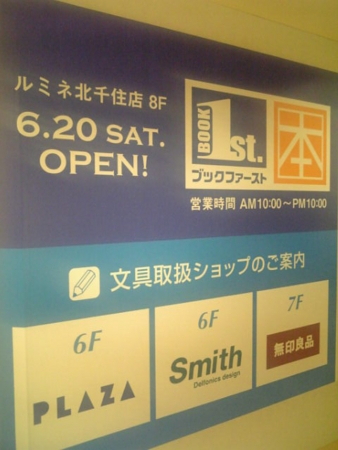 ルミネ北千住店 8F
6.20 SAT.
OPEN!
BOOK 1st.
ブックファースト
本
営業時間 AM10:00〜PM10:00
文具取扱ショップのご案内
6F
PLAZA
6F
Smith
Delfonics design
7F
無印良品